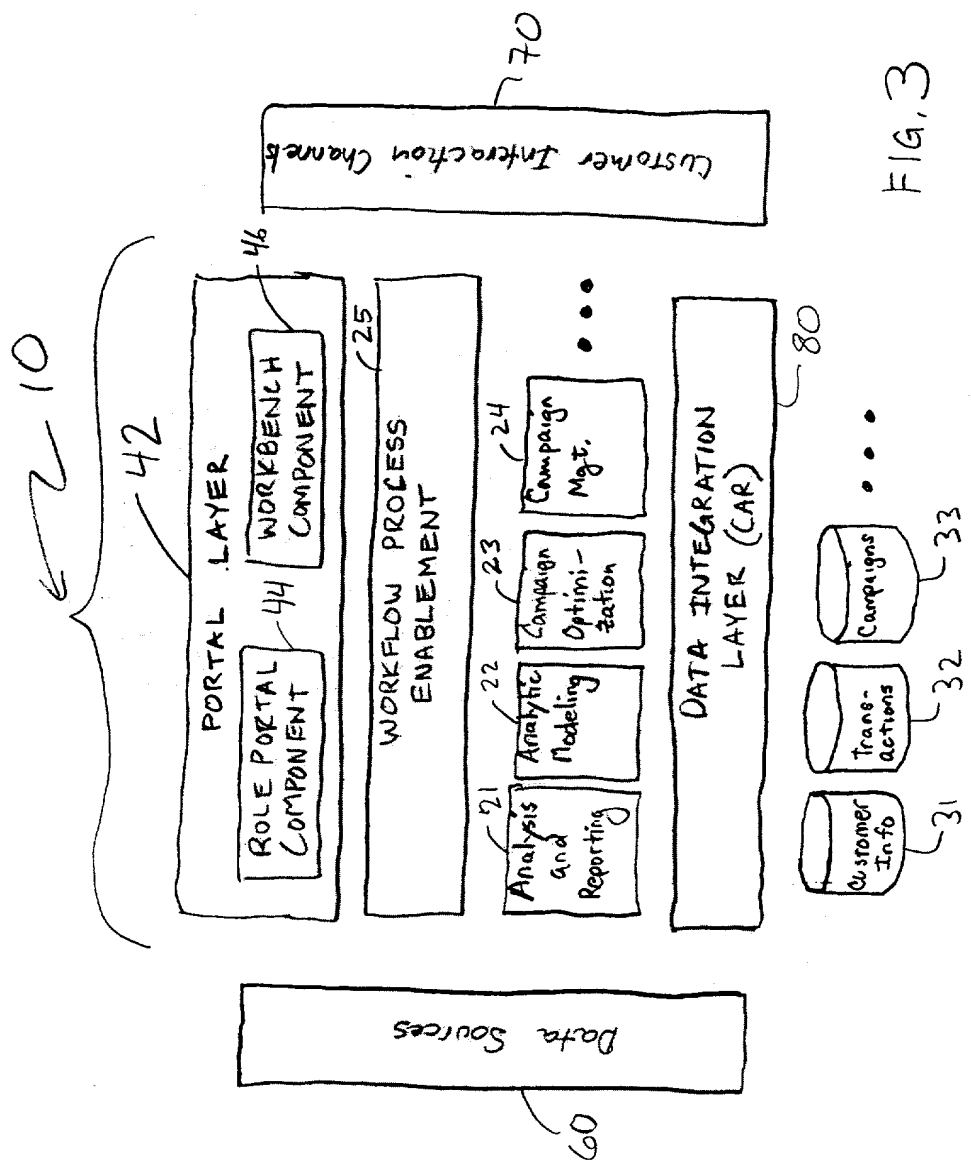 10
42
PORTAL LAYER
44
46
ROLE PORTAL
COMPONENT
WORKBENCH
COMPONENT
25
WORKFLOW PROCESS
ENABLEMENT
21
22
23
24
Analysis
and
Reporting
Analytic
Modeling
Campaign
Optimi-
zation
Campaign
Mgt.
DATA INTEGRATION
LAYER (CAR)
80
Customer
Info
Trans-
actions
Campaigns
31
32
33
Data Sources
60
Customer Interaction Channels
70
FIG. 3